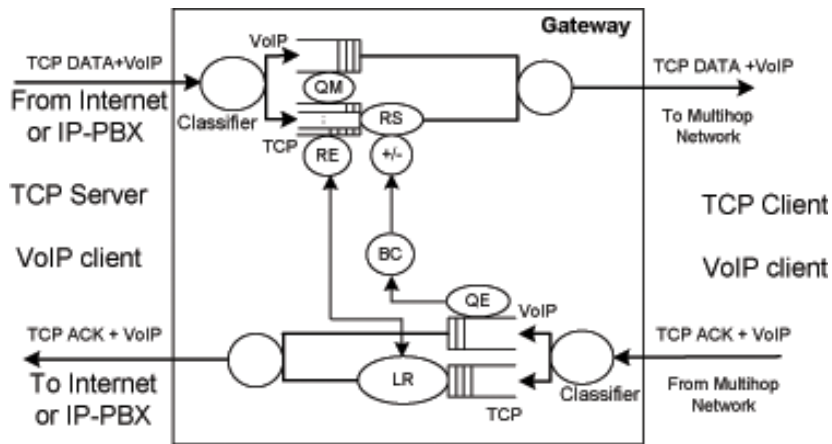 Gateway
TCP DATA+VoIP
From Internet
or IP-PBX
Classifier
VoIP
QM
RS
TCP
RE
+/-
TCP DATA +VoIP
To Multihop
Network
TCP Server
VoIP client
TCP Client
VoIP client
BC
QE
VoIP
TCP ACK + VoIP
To Internet
or IP-PBX
LR
TCP
Classifier
TCP ACK + VoIP
From Multihop
Network